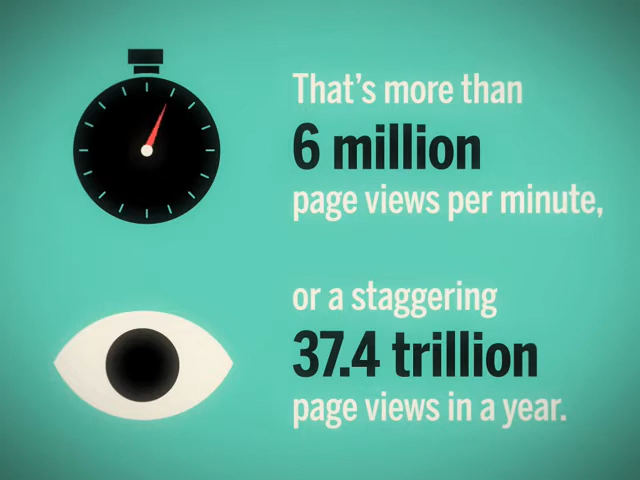 That's more than
6 million
page views per minute,
or a staggering
37.4 trillion
page views in a year.